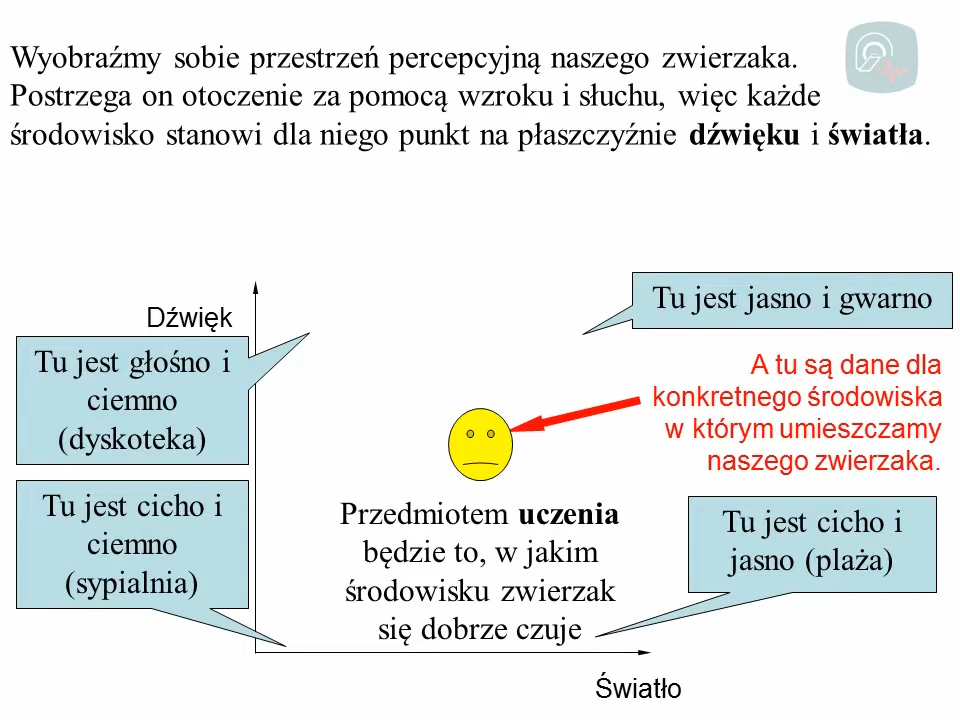 Wyobraźmy sobie przestrzeń percepcyjną naszego zwierzaka.
Postrzega on otoczenie za pomocą wzroku i słuchu, więc każde
środowisko stanowi dla niego punkt na płaszczyźnie dźwięku i światła.
Tu jest jasno i gwarno
Dźwięk
Tu jest głośno i
ciemno
(dyskoteka)
A tu są dane dla
konkretnego środowiska
w którym umieszczamy
naszego zwierzaka.
Tu jest cicho i
ciemno
(sypialnia)
Przedmiotem uczenia
będzie to, w jakim
środowisku zwierzak
się dobrze czuje
Tu jest cicho i
jasno (plaża)
Światło